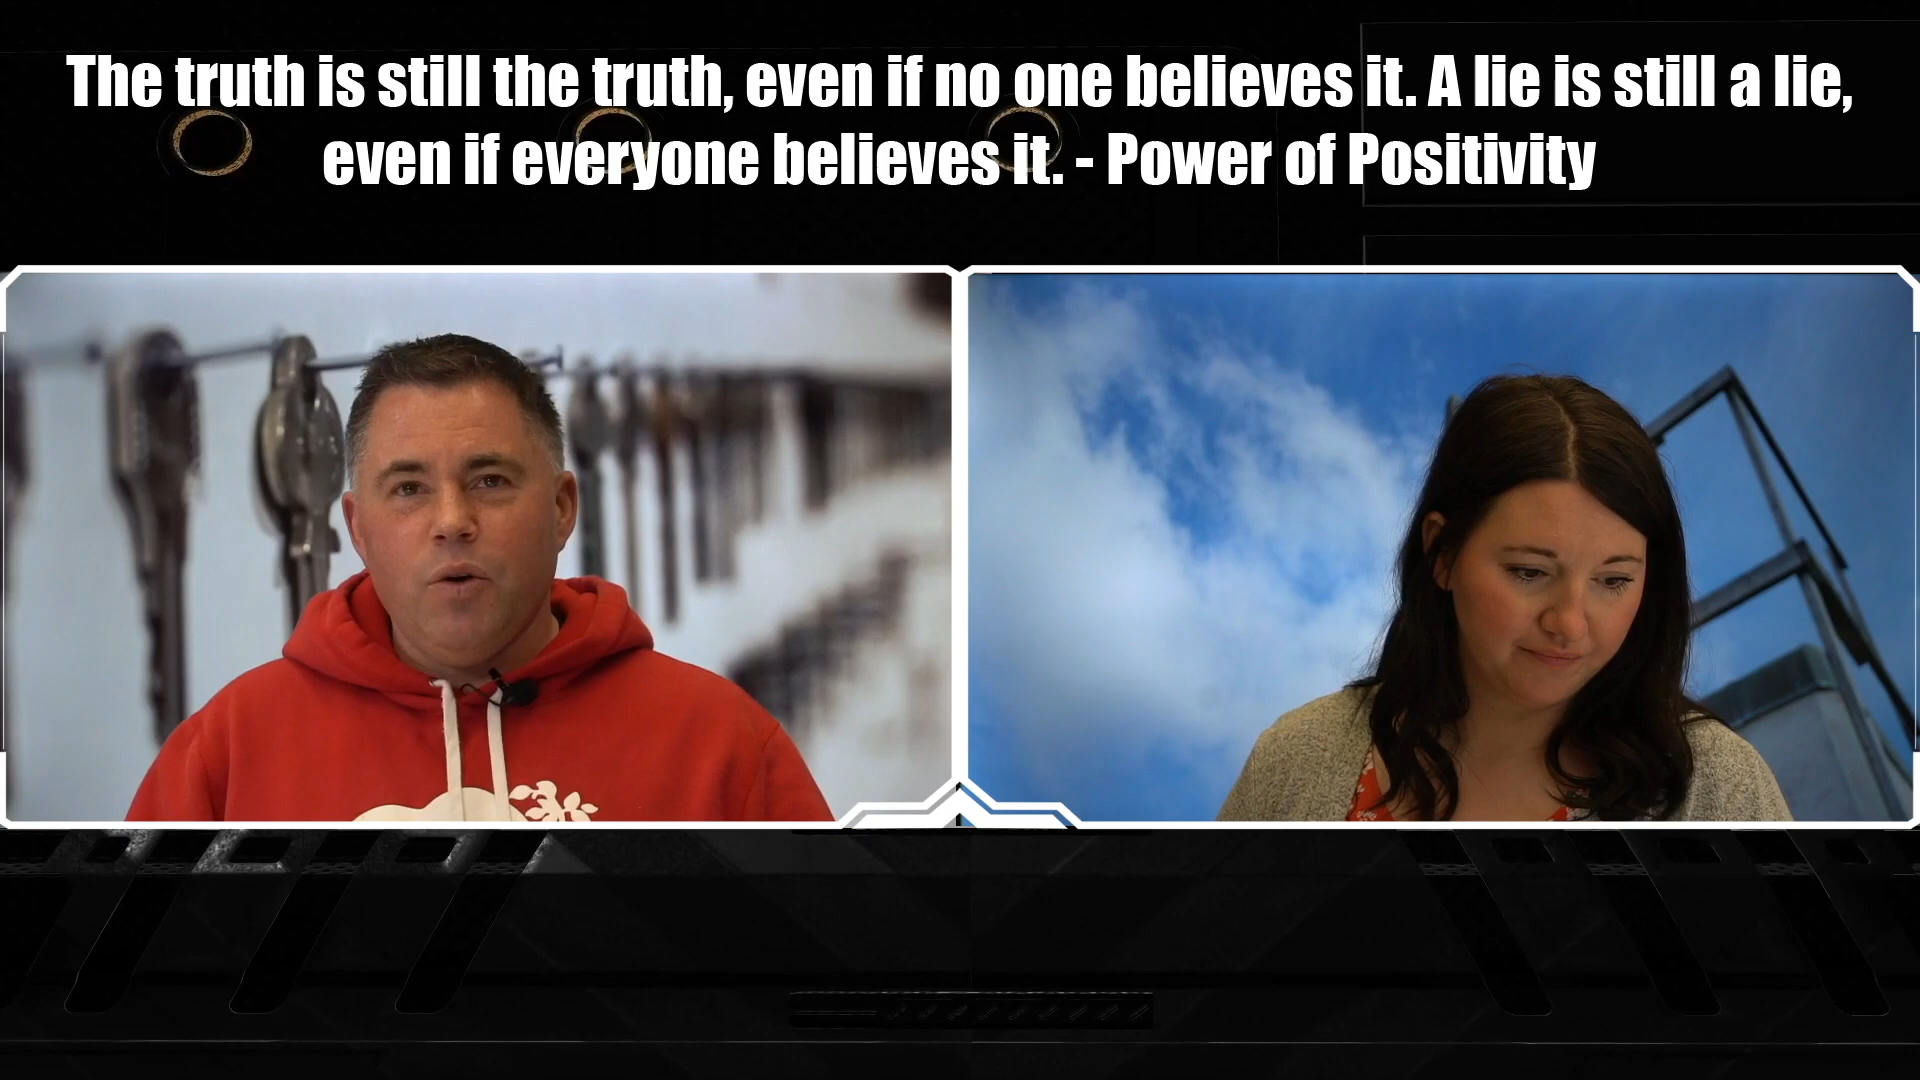 The truth is still the truth, even if no one believes it. A lie is still a lie,
even if everyone believes it. - Power of Positivity